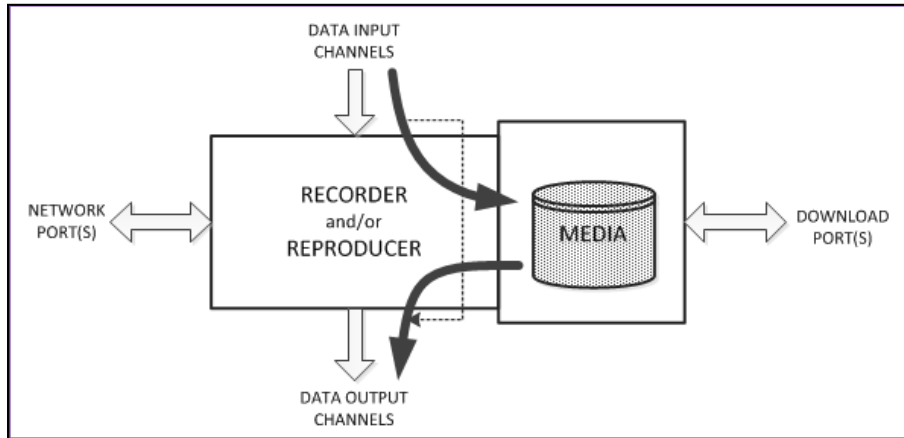 DATA INPUT
CHANNELS
RECORDER
and/or
REPRODUCER
NETWORK
PORT(S)
MEDIA
DOWNLOAD
PORT(S)
DATA OUTPUT
CHANNELS